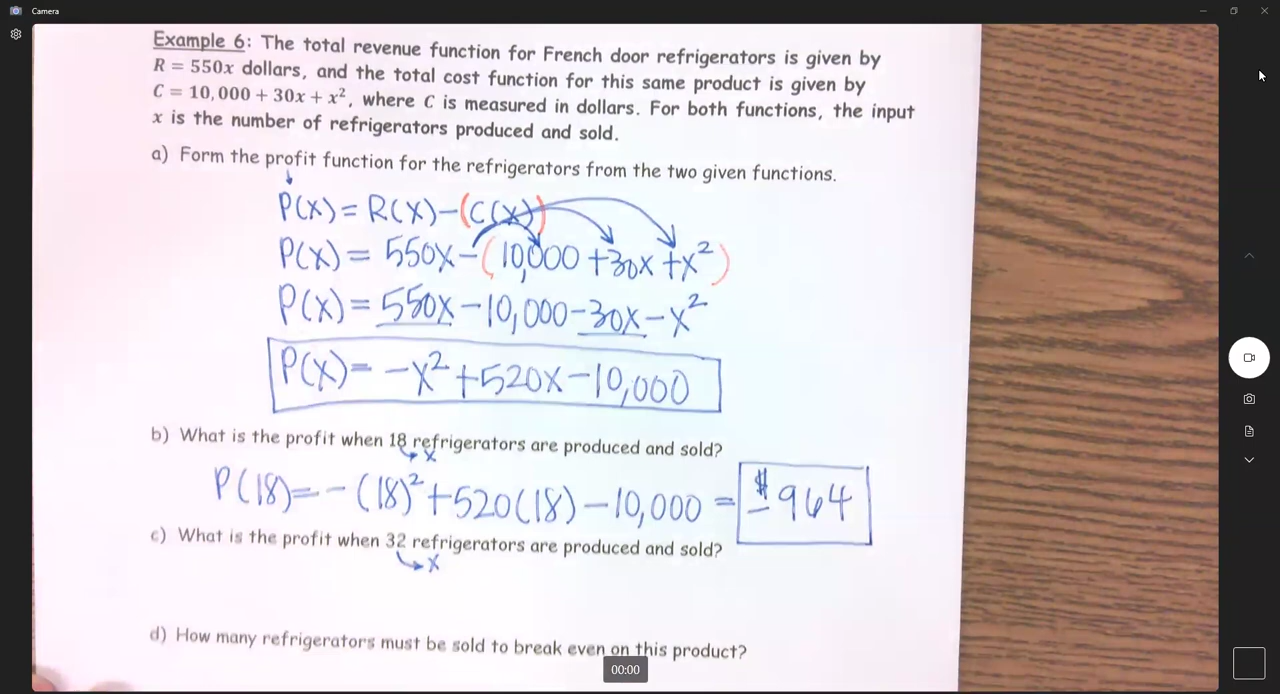 Camera
Example 6: The total revenue function for French door refrigerators is given by
R = 550x dollars, and the total cost function for this same product is given by
C = 10,000 + 30x + x², where C is measured in dollars. For both functions, the input
x is the number of refrigerators produced and sold.
a) Form the profit function for the refrigerators from the two given functions.
P(x) = R(x) - (C(x))
P(x) = 550x - (10,000 + 30x + x²)
P(x) = 550x - 10,000 - 30x - x²
P(x) = -x² + 520x - 10,000
b) What is the profit when 18 refrigerators are produced and sold?
x
P(18) = -(18)² + 520(18) - 10,000 = -$964
c) What is the profit when 32 refrigerators are produced and sold?
x
d) How many refrigerators must be sold to break even on this product?
00:00